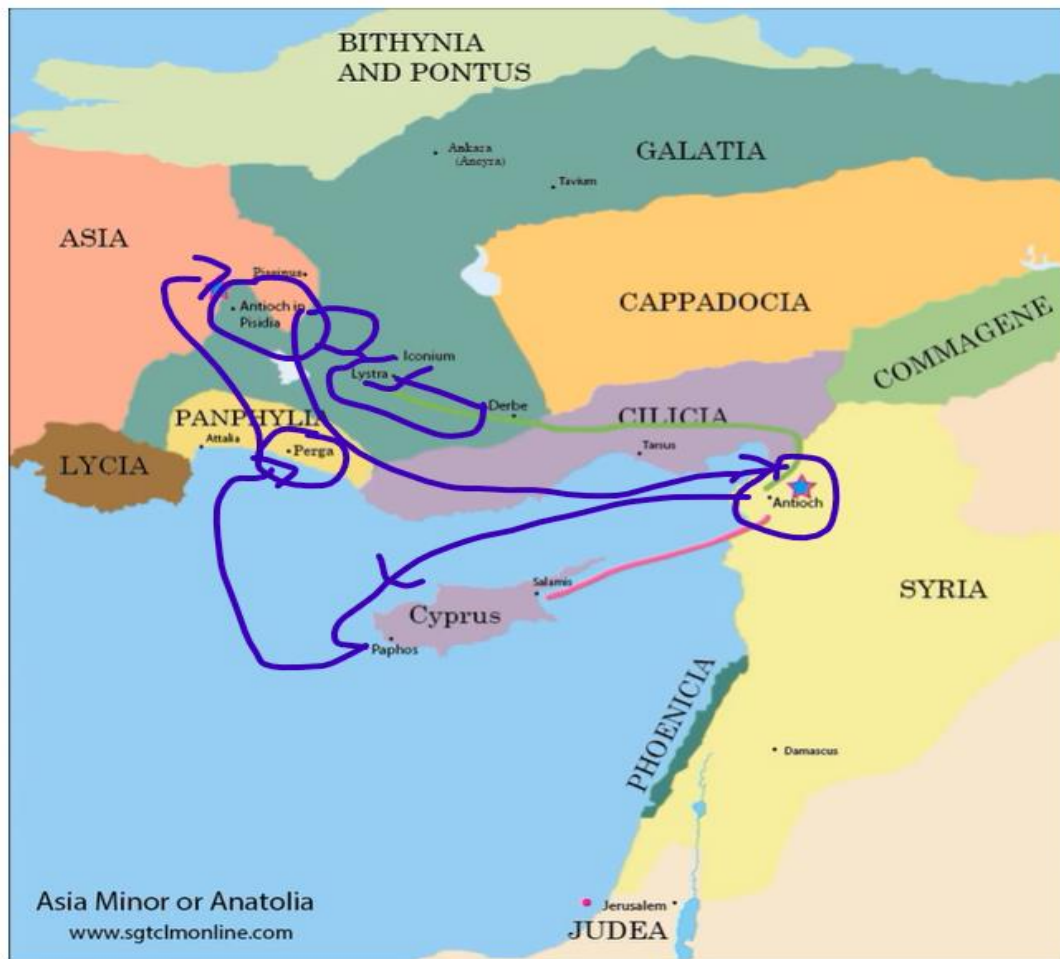 BITHYNIA
AND PONTUS
Ankara
(Ancyra)
GALATIA
Tavium
ASIA
CAPPADOCIA
COMMAGENE
Antioch in
Pisidia
Iconium
Lystra
Derbe
PANPHYLIA
CILICIA
Attalia
Perga
Tarsus
LYCIA
Antioch
SYRIA
Salamis
Cyprus
Paphos
PHOENICIA
Damascus
Asia Minor or Anatolia
www.sgtclmonline.com
Jerusalem
JUDEA